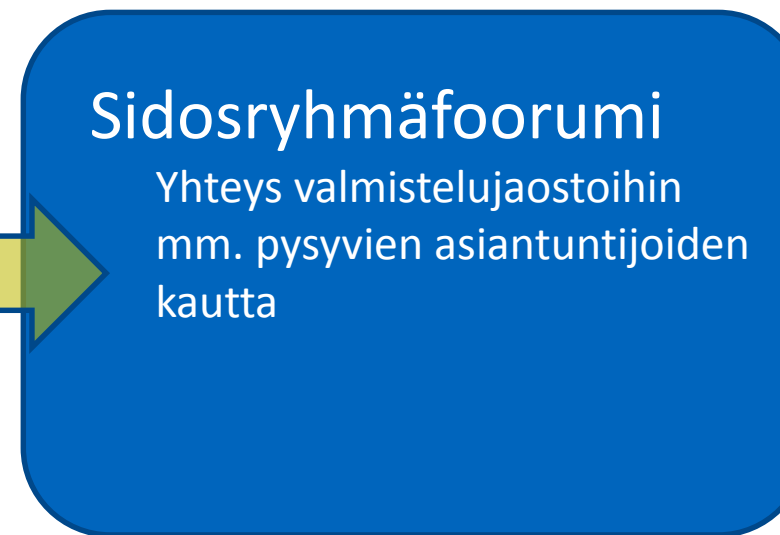 Sidosryhmäfoorumi
Yhteys valmistelujaostoihin
mm. pysyvien asiantuntijoiden
kautta